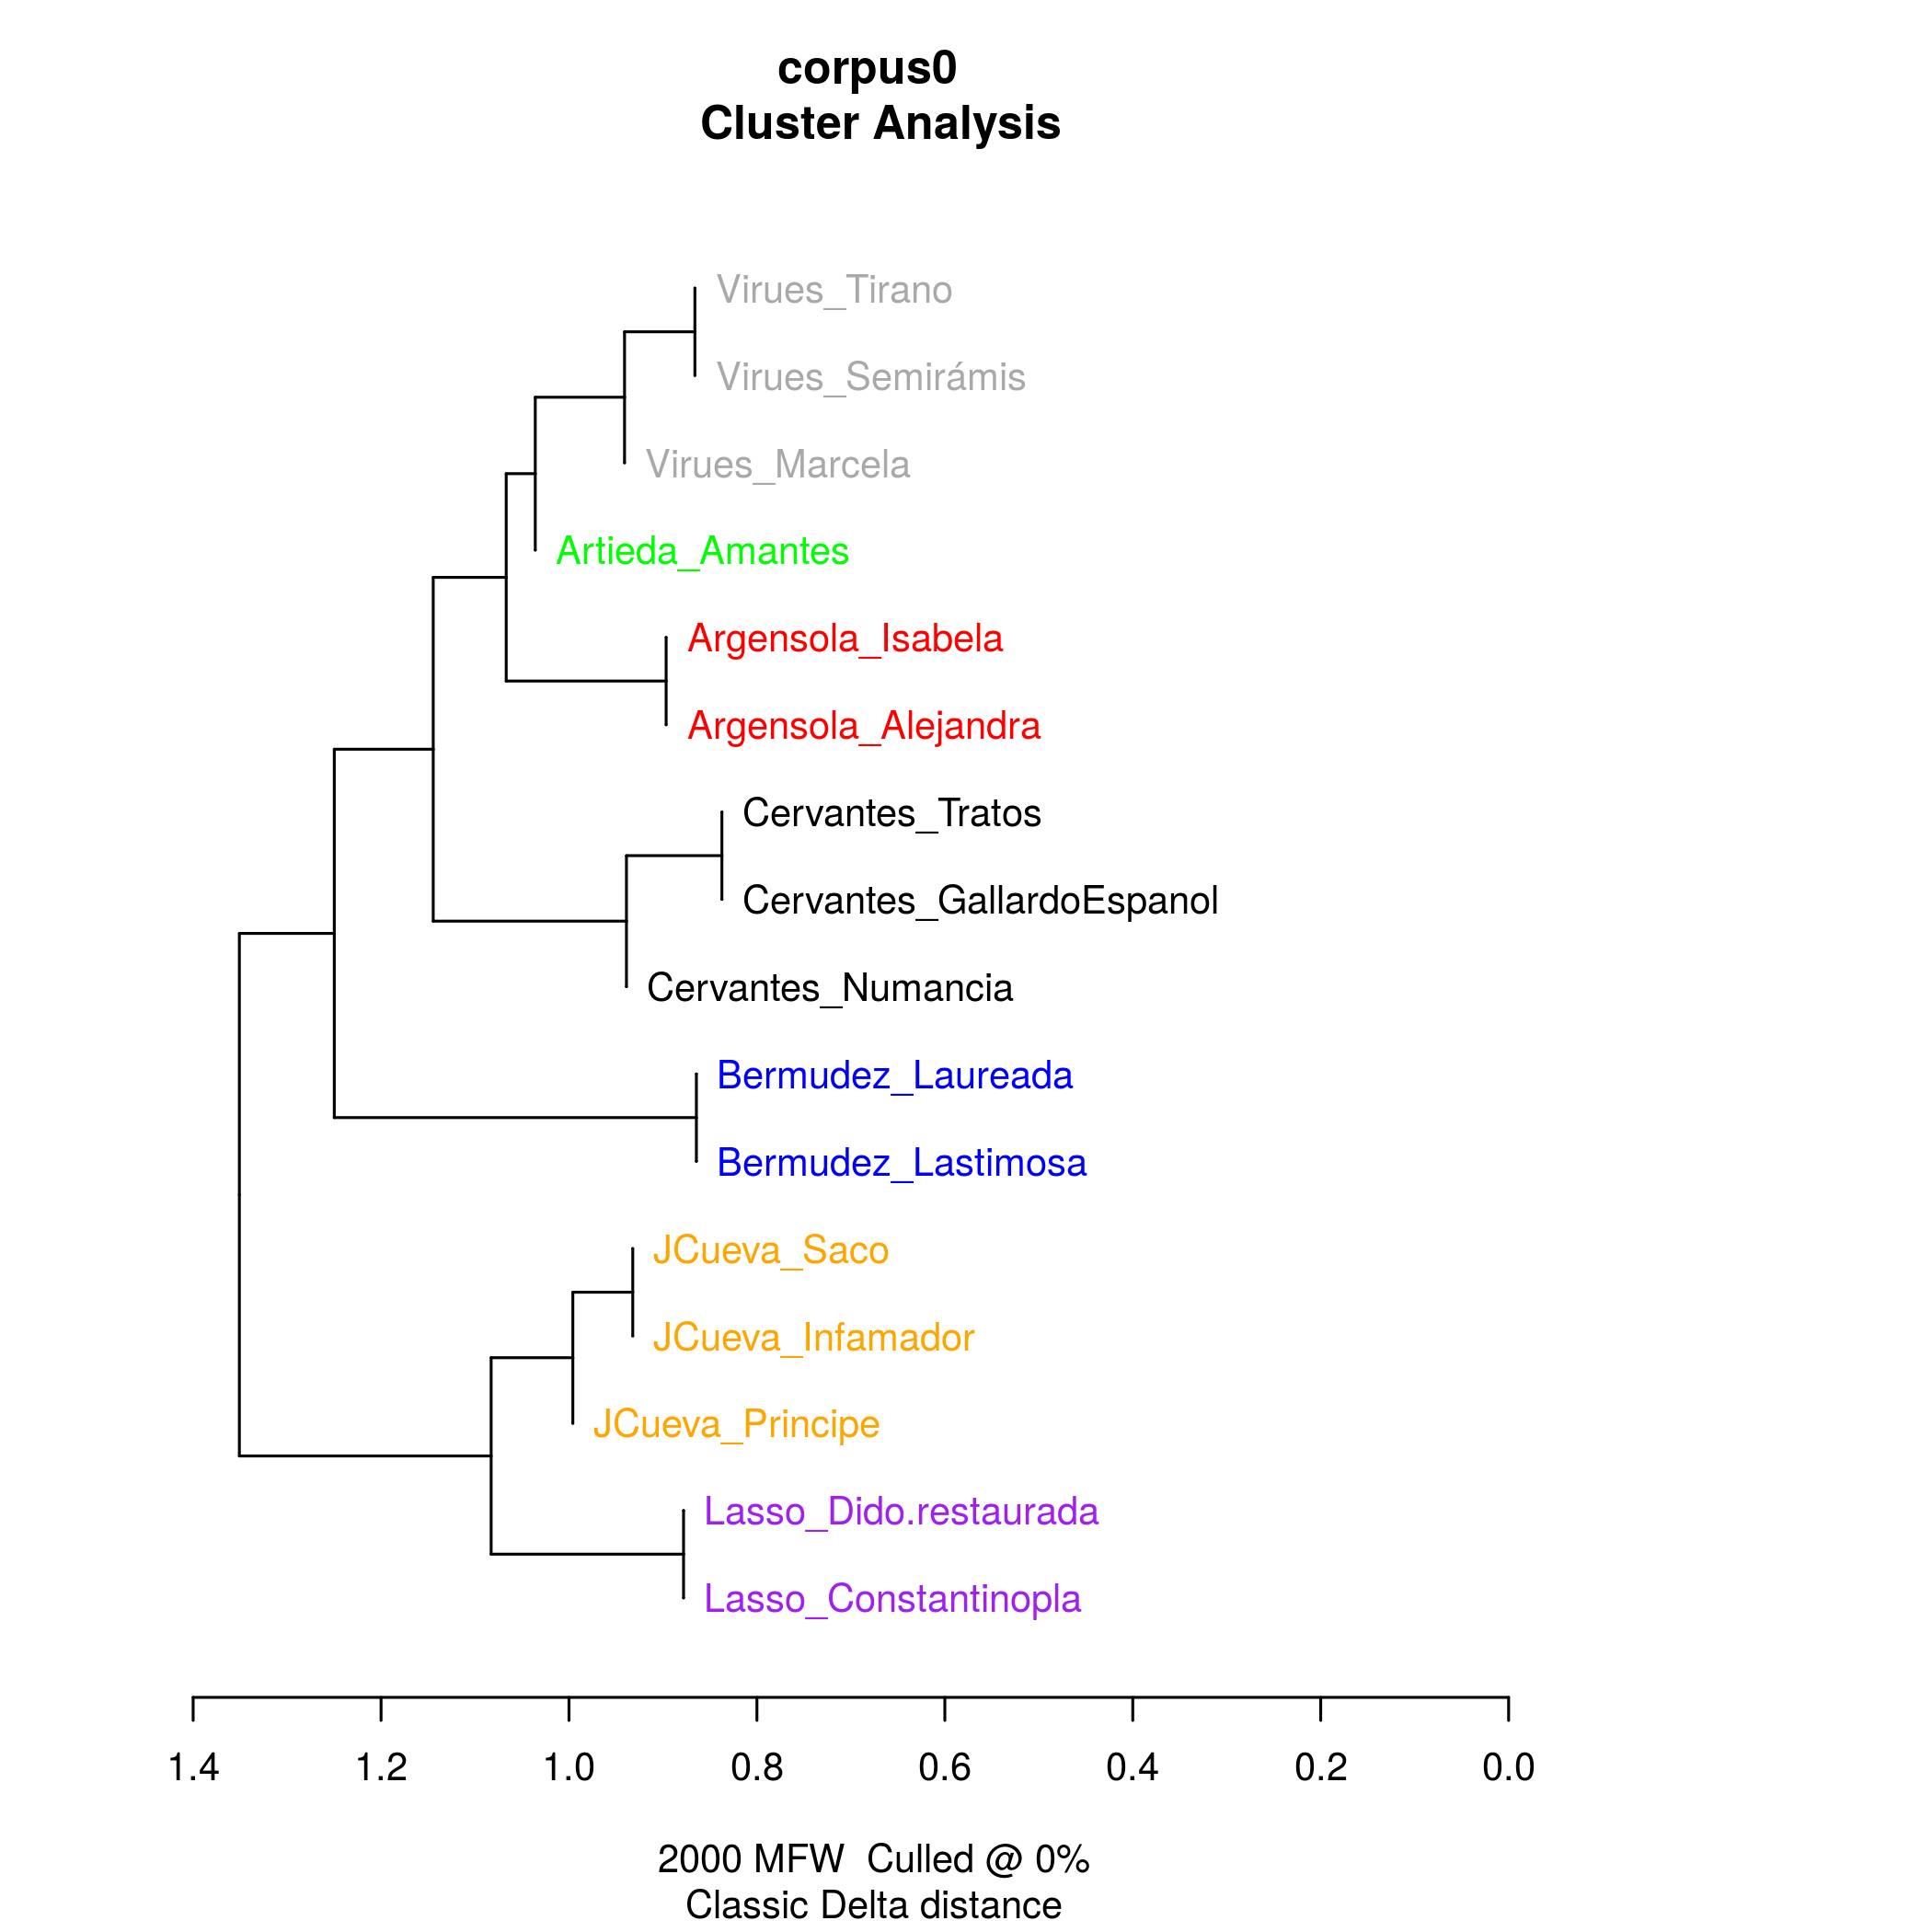 corpus0
Cluster Analysis
Virues_Tirano
Virues_Semirámis
Virues_Marcela
Artieda_Amantes
Argensola_Isabela
Argensola_Alejandra
Cervantes_Tratos
Cervantes_GallardoEspanol
Cervantes_Numancia
Bermudez_Laureada
Bermudez_Lastimosa
JCueva_Saco
JCueva_Infamador
JCueva_Principe
Lasso_Dido.restaurada
Lasso_Constantinopla
1.4 1.2 1.0 0.8 0.6 0.4 0.2 0.0
2000 MFW  Culled @ 0%
Classic Delta distance